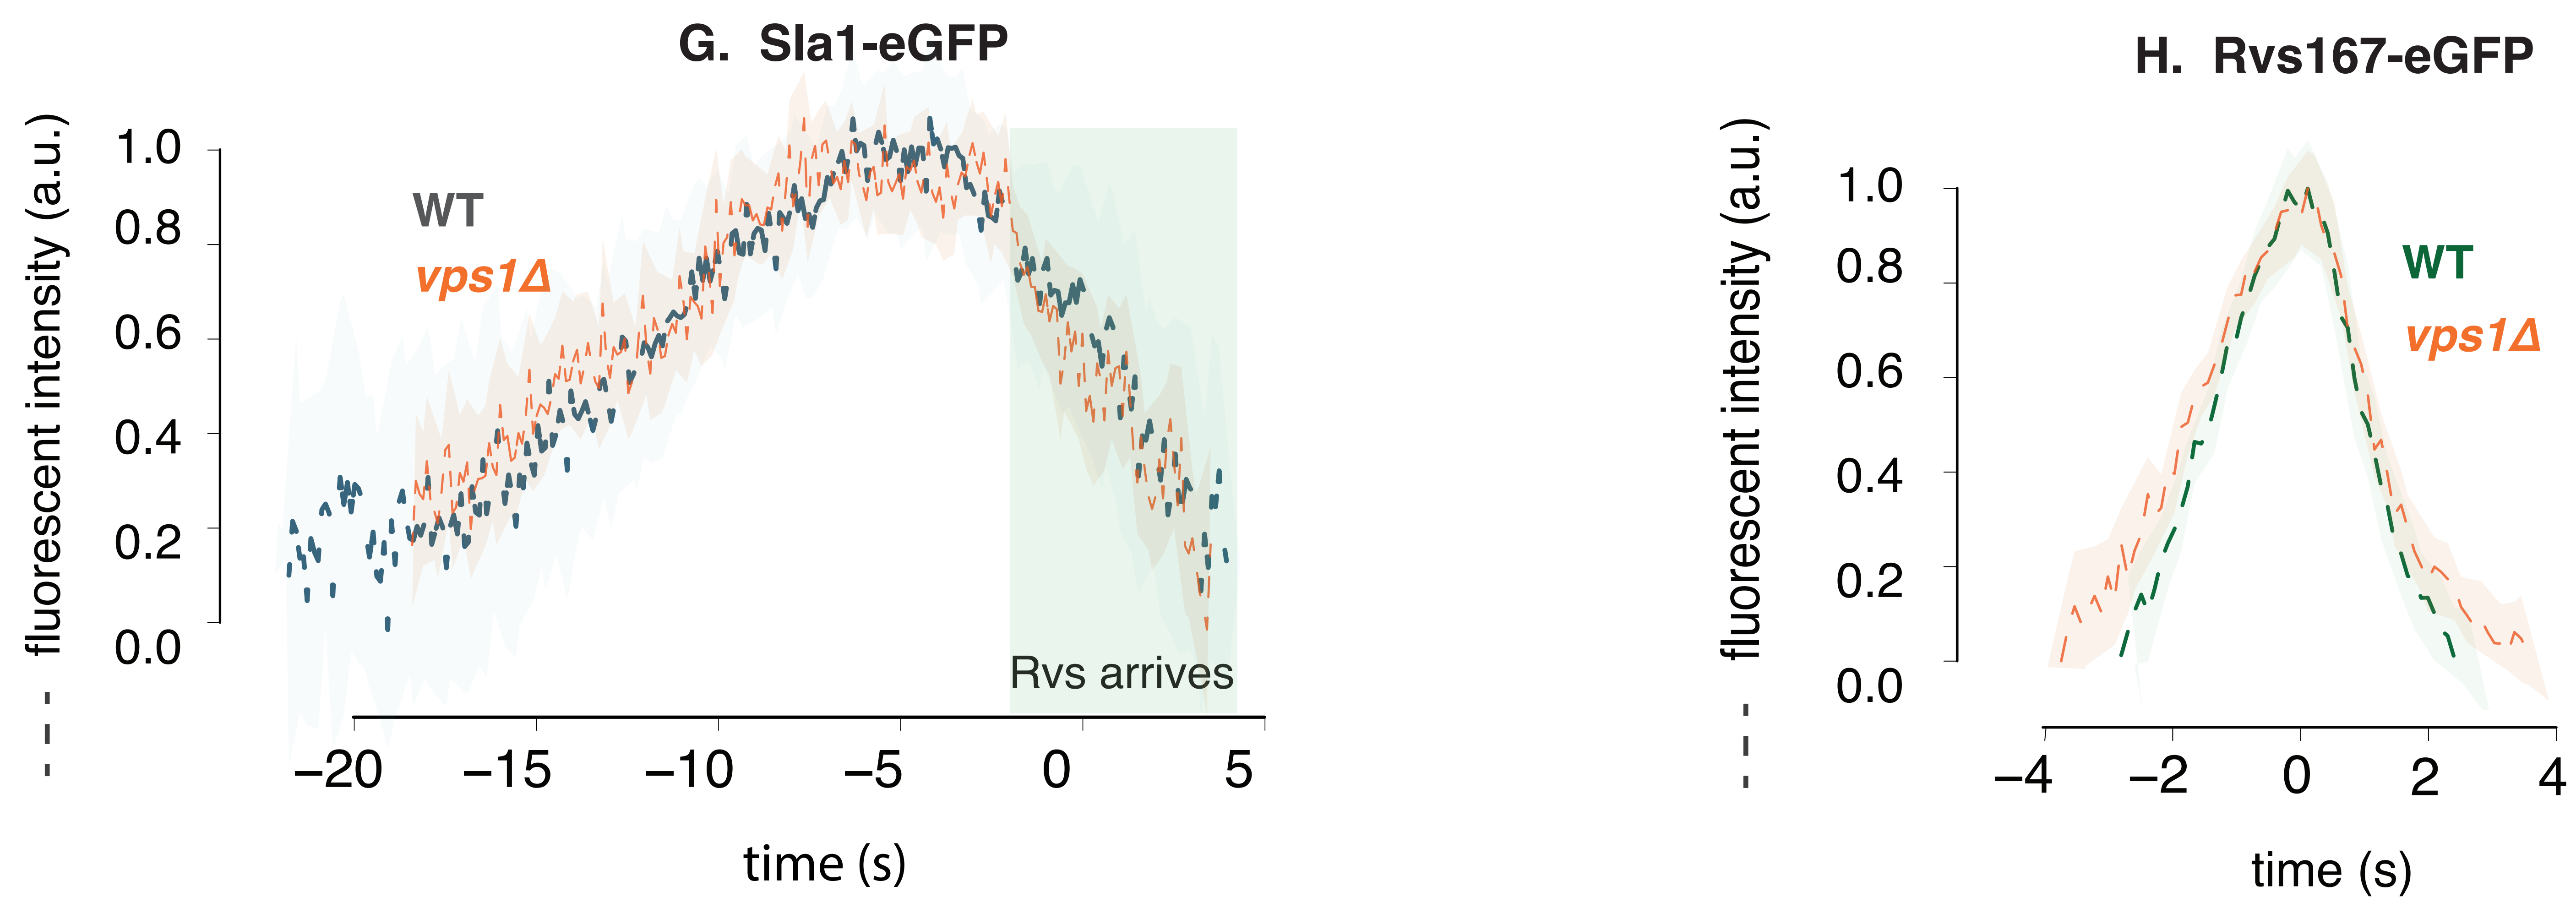 G. Sla1-eGFP
fluorescent intensity (a.u.)
1.0
0.8
0.6
0.4
0.2
0.0
WT
vps1Δ
Rvs arrives
−20 −15 −10 −5 0 5
time (s)
H. Rvs167-eGFP
fluorescent intensity (a.u.)
1.0
0.8
0.6
0.4
0.2
0.0
WT
vps1Δ
−4 −2 0 2 4
time (s)